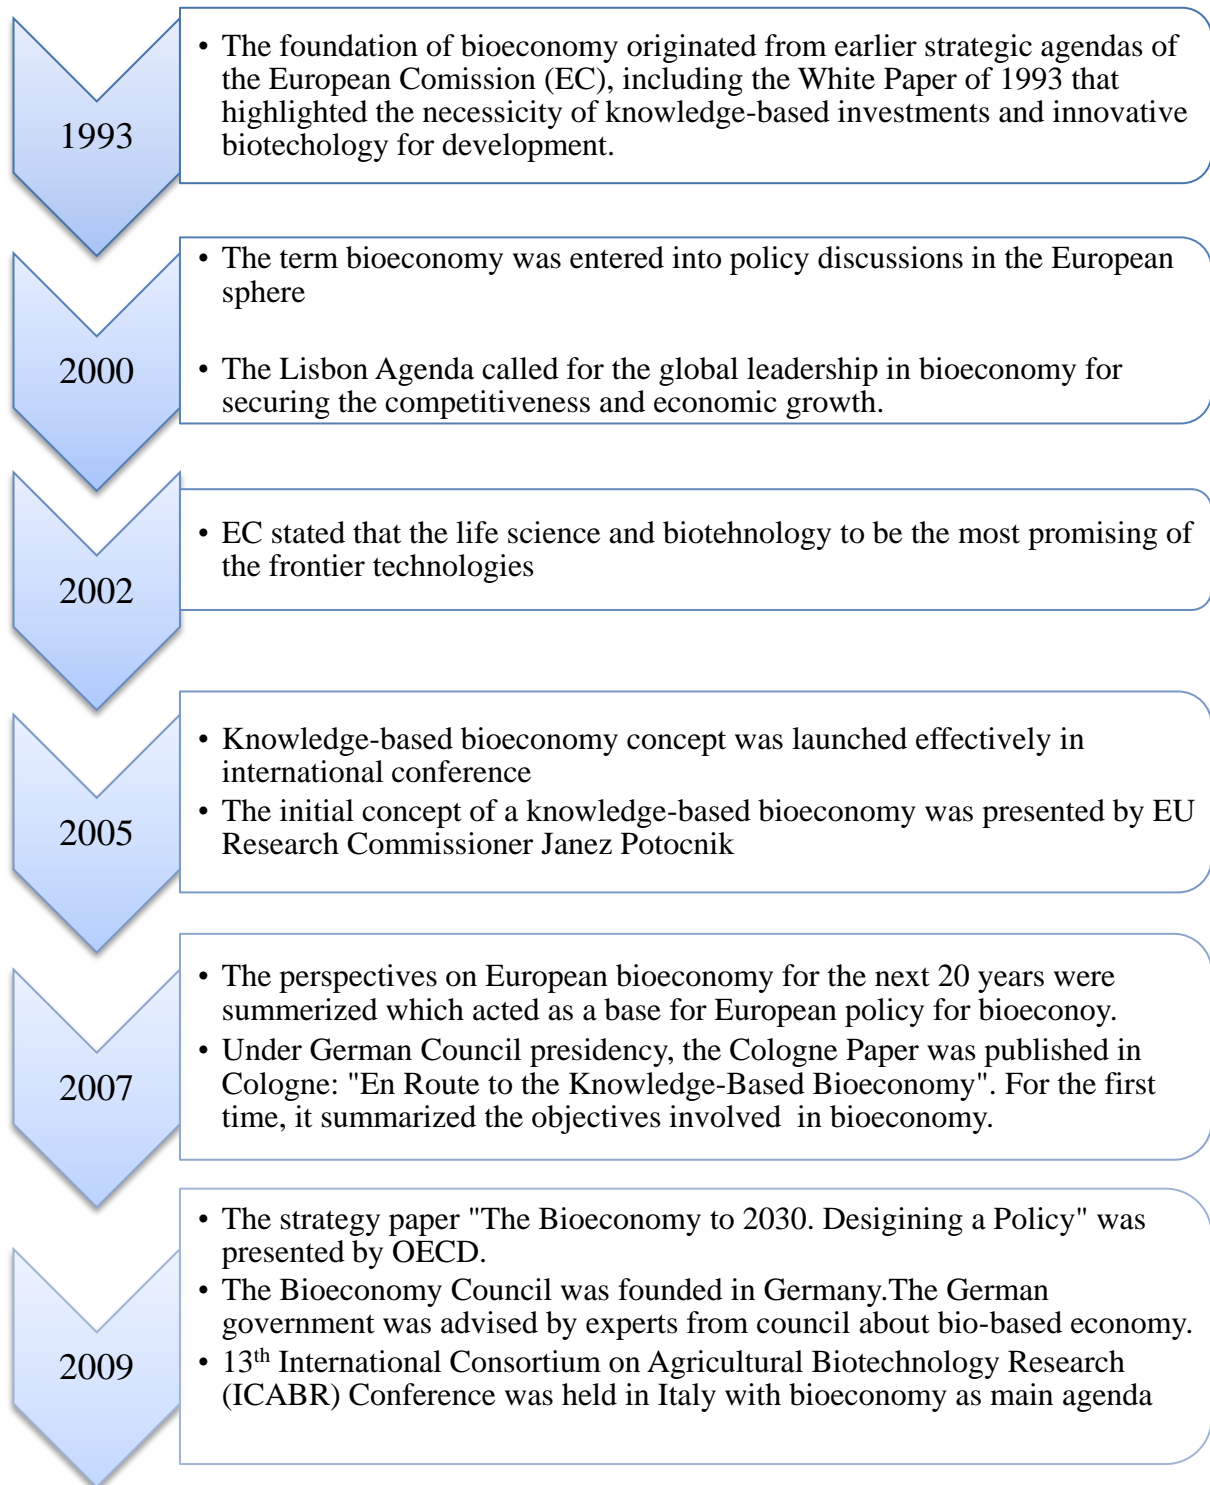 1993
• The foundation of bioeconomy originated from earlier strategic agendas of
the European Comission (EC), including the White Paper of 1993 that
highlighted the necessicity of knowledge-based investments and innovative
biotechology for development.
2000
• The term bioeconomy was entered into policy discussions in the European
sphere
• The Lisbon Agenda called for the global leadership in bioeconomy for
securing the competitiveness and economic growth.
2002
• EC stated that the life science and biotehnology to be the most promising of
the frontier technologies
2005
• Knowledge-based bioeconomy concept was launched effectively in
international conference
• The initial concept of a knowledge-based bioeconomy was presented by EU
Research Commissioner Janez Potocnik
2007
• The perspectives on European bioeconomy for the next 20 years were
summerized which acted as a base for European policy for bioeconoy.
• Under German Council presidency, the Cologne Paper was published in
Cologne: "En Route to the Knowledge-Based Bioeconomy". For the first
time, it summarized the objectives involved  in bioeconomy.
2009
• The strategy paper "The Bioeconomy to 2030. Desigining a Policy" was
presented by OECD.
• The Bioeconomy Council was founded in Germany.The German
government was advised by experts from council about bio-based economy.
• 13th International Consortium on Agricultural Biotechnology Research
(ICABR) Conference was held in Italy with bioeconomy as main agenda